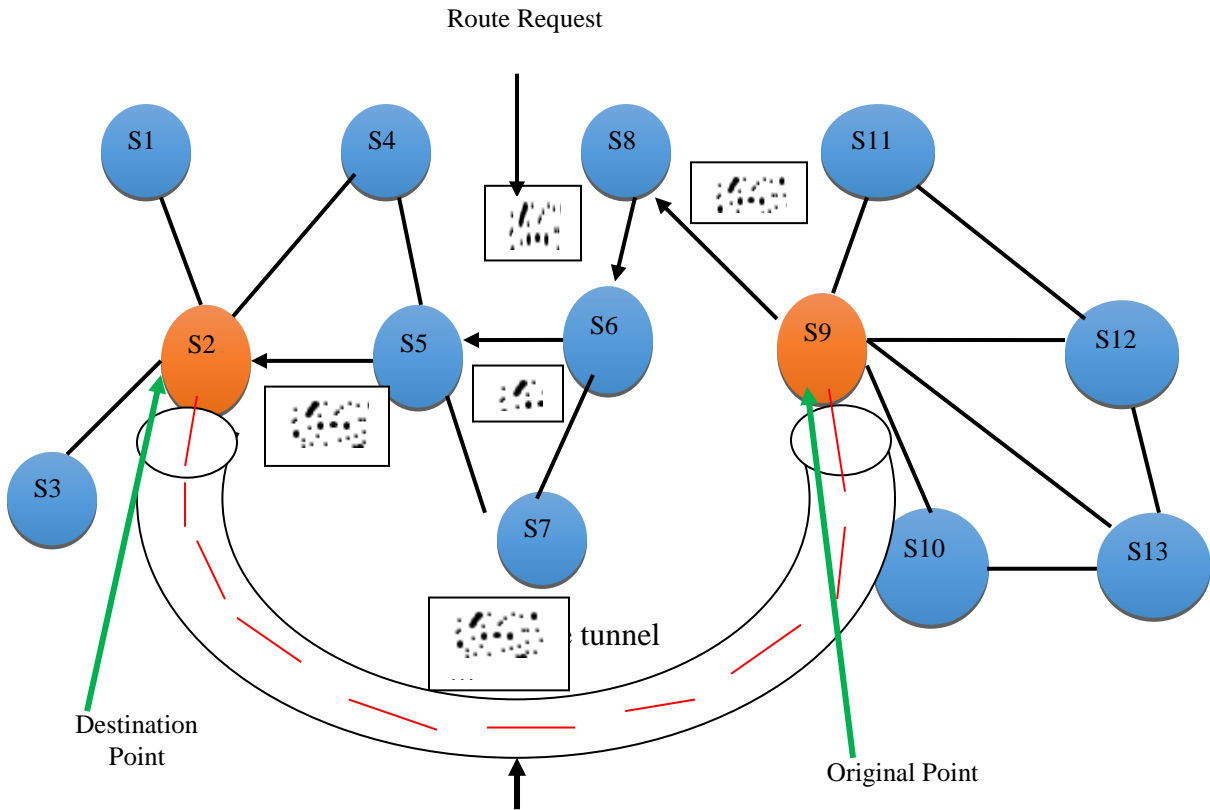 Route Request
S1
S4
S8
S11
S2
S5
S6
S9
S12
S3
S7
S10
S13
tunnel
Destination
Point
Original Point